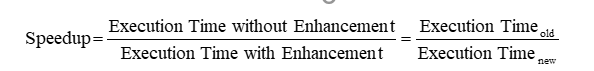 Speedup = Execution Time without Enhancement / Execution Time with Enhancement = Execution Time old / Execution Time new